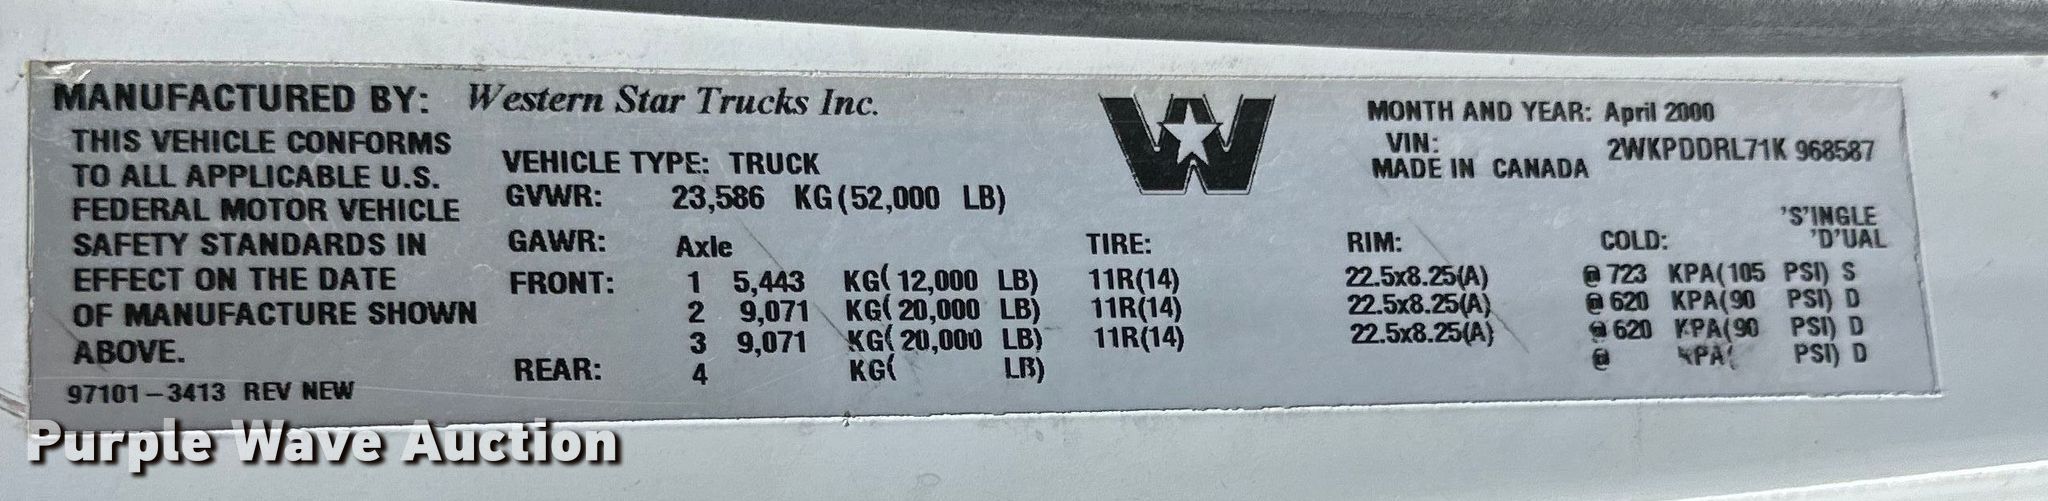 MANUFACTURED BY: Western Star Trucks Inc.
THIS VEHICLE CONFORMS
TO ALL APPLICABLE U.S.
FEDERAL MOTOR VEHICLE
SAFETY STANDARDS IN
EFFECT ON THE DATE
OF MANUFACTURE SHOWN
ABOVE.
97101-3413 REV NEW
VEHICLE TYPE: TRUCK
GVWR: 23,586 KG(52,000 LB)
W
MONTH AND YEAR: April 2000
VIN: 2WKPDDRL71K 968587
MADE IN CANADA
'S'INGLE
'D'UAL
GAWR: Axle TIRE: RIM: COLD:
FRONT: 1 5,443 KG(12,000 LB) 11R(14) 22.5x8.25(A) @ 723 KPA(105 PSI) S
2 9,071 KG(20,000 LB) 11R(14) 22.5x8.25(A) @ 620 KPA(90 PSI) D
3 9,071 KG(20,000 LB) 11R(14) 22.5x8.25(A) @ 620 KPA(90 PSI) D
REAR: 4 KG( LB) @ KPA( PSI) D
Purple Wave Auction